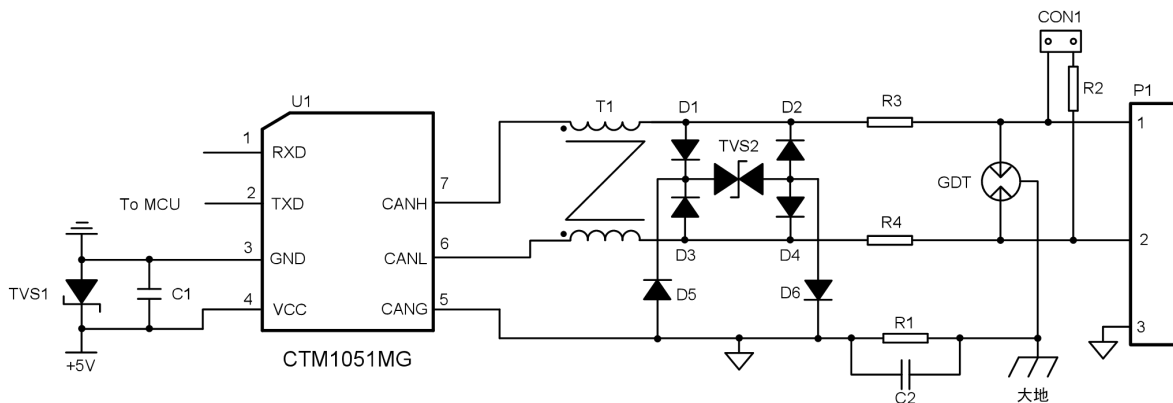 CON1
U1
T1
D1
D2
R3
R2
P1
1
RXD
TVS2
1
7
GDT
To MCU
2
TXD
CANH
6
R4
2
3
GND
CANL
D3
D4
TVS1
C1
D5
D6
4
VCC
5
CANG
R1
3
+5V
CTM1051MG
C2
大地